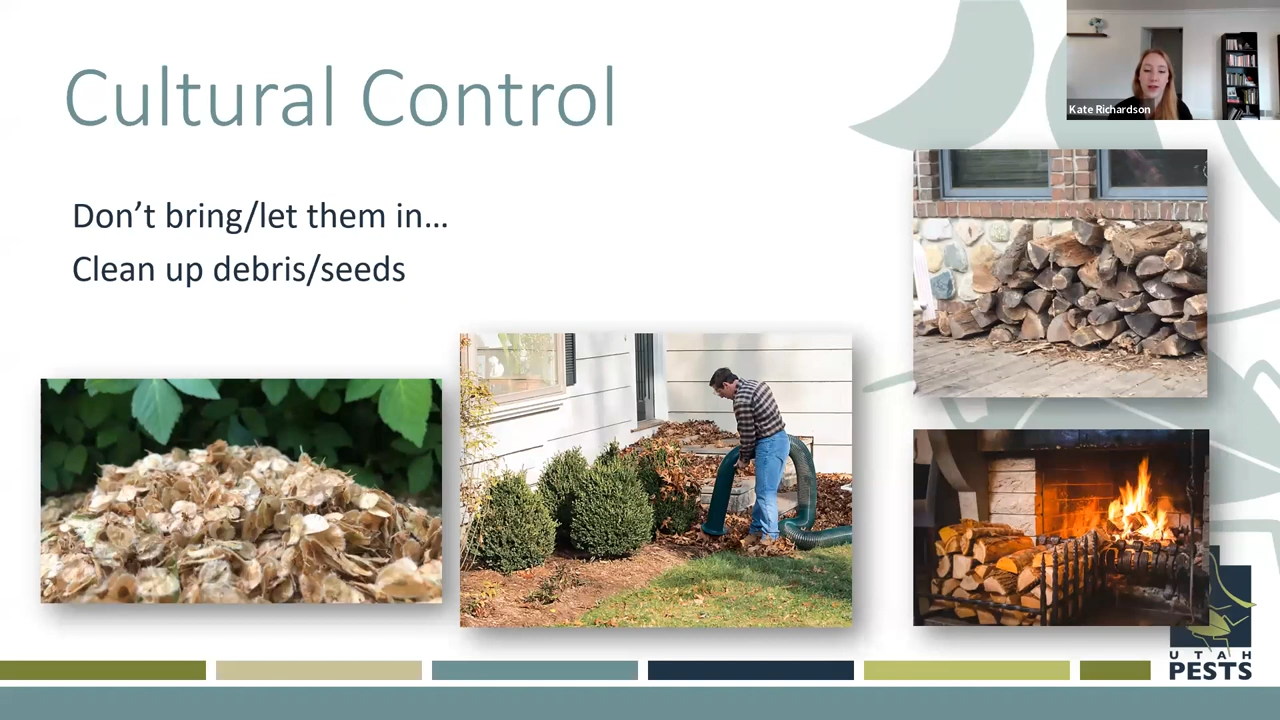 Cultural Control
Kate Richardson
Don’t bring/let them in…
Clean up debris/seeds
UTAH
PESTS